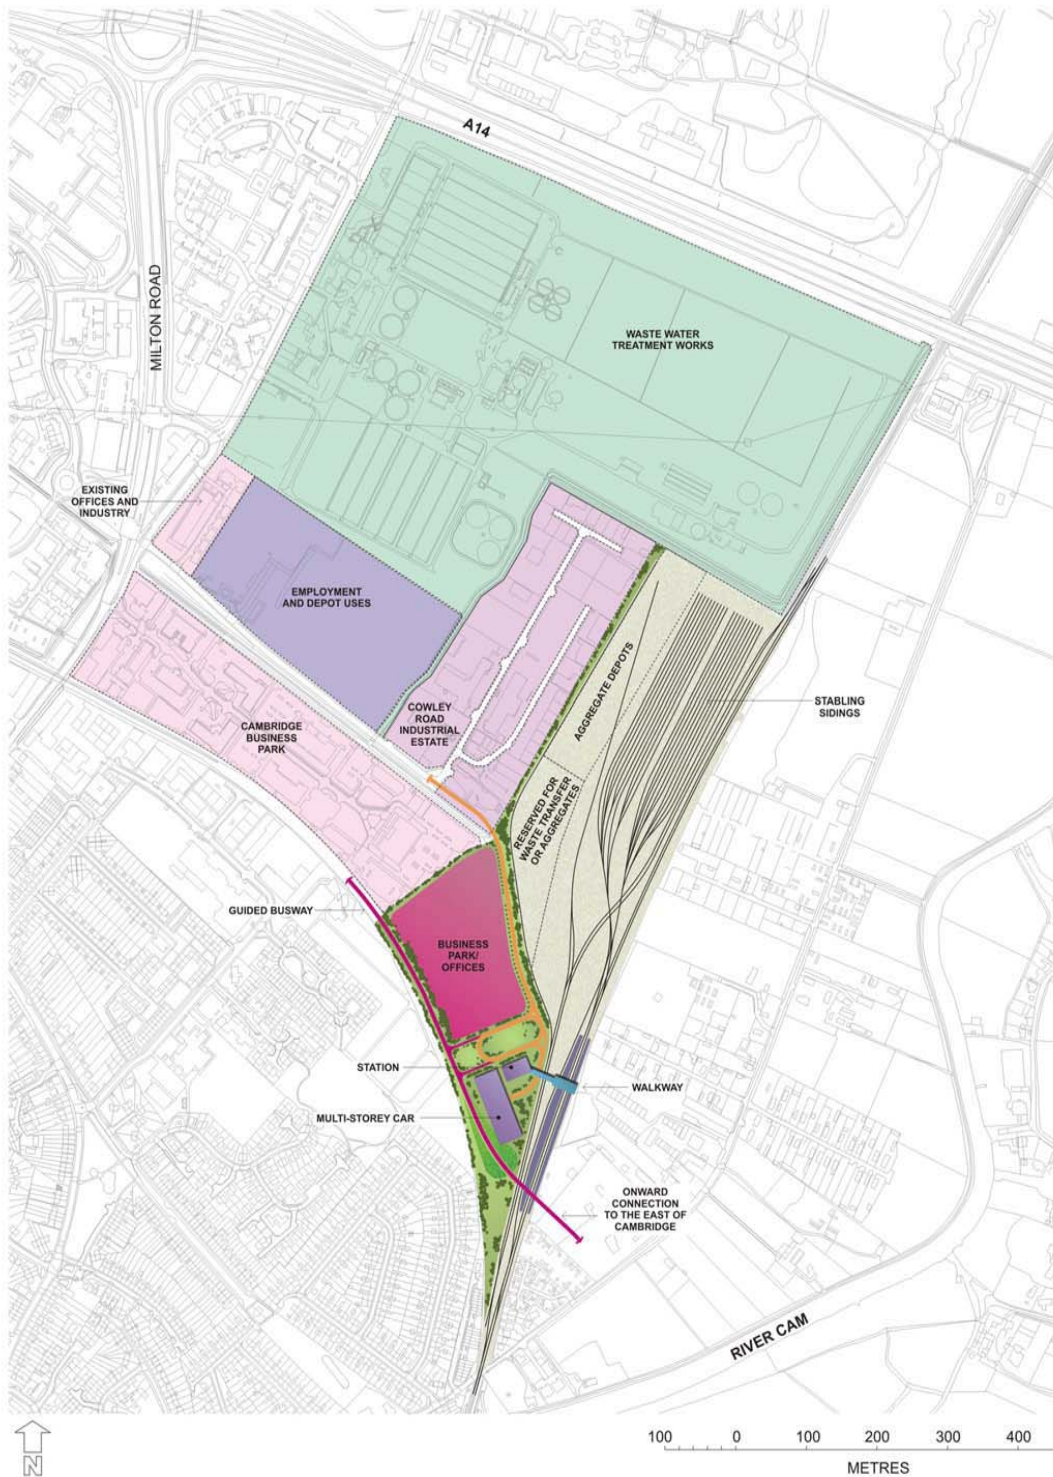 A14
MILTON ROAD
WASTE WATER
TREATMENT WORKS
EXISTING
OFFICES AND
INDUSTRY
EMPLOYMENT
AND DEPOT USES
AGGREGATE DEPOTS
STABLING
SIDINGS
COWLEY
ROAD
INDUSTRIAL
ESTATE
CAMBRIDGE
BUSINESS
PARK
RESERVED FOR
WASTE TRANSFER
OR AGGREGATES
GUIDED BUSWAY
BUSINESS
PARK/
OFFICES
STATION
WALKWAY
MULTI-STOREY CAR
ONWARD
CONNECTION
TO THE EAST OF
CAMBRIDGE
RIVER CAM
N
100 0 100 200 300 400
METRES